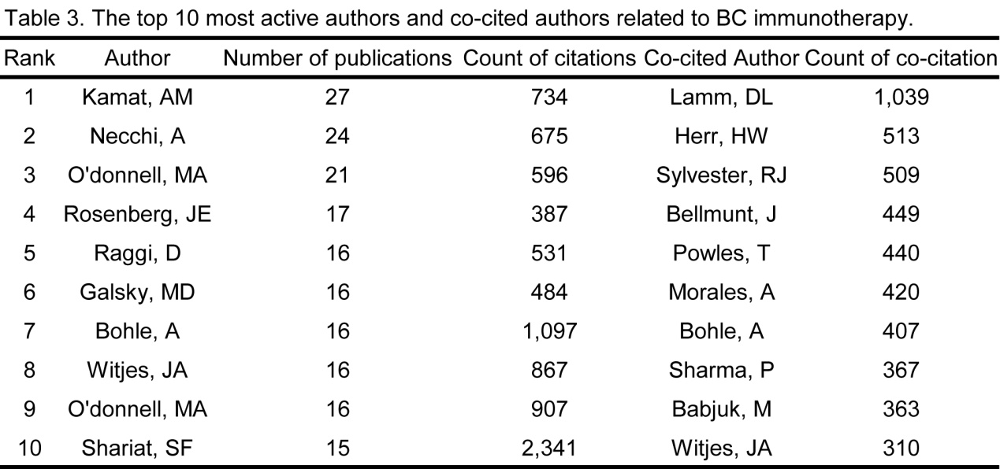 Table 3. The top 10 most active authors and co-cited authors related to BC immunotherapy.
Rank Author Number of publications Count of citations Co-cited Author Count of co-citation
1 Kamat, AM 27 734 Lamm, DL 1,039
2 Necchi, A 24 675 Herr, HW 513
3 O'donnell, MA 21 596 Sylvester, RJ 509
4 Rosenberg, JE 17 387 Bellmunt, J 449
5 Raggi, D 16 531 Powles, T 440
6 Galsky, MD 16 484 Morales, A 420
7 Bohle, A 16 1,097 Bohle, A 407
8 Witjes, JA 16 867 Sharma, P 367
9 O'donnell, MA 16 907 Babjuk, M 363
10 Shariat, SF 15 2,341 Witjes, JA 310